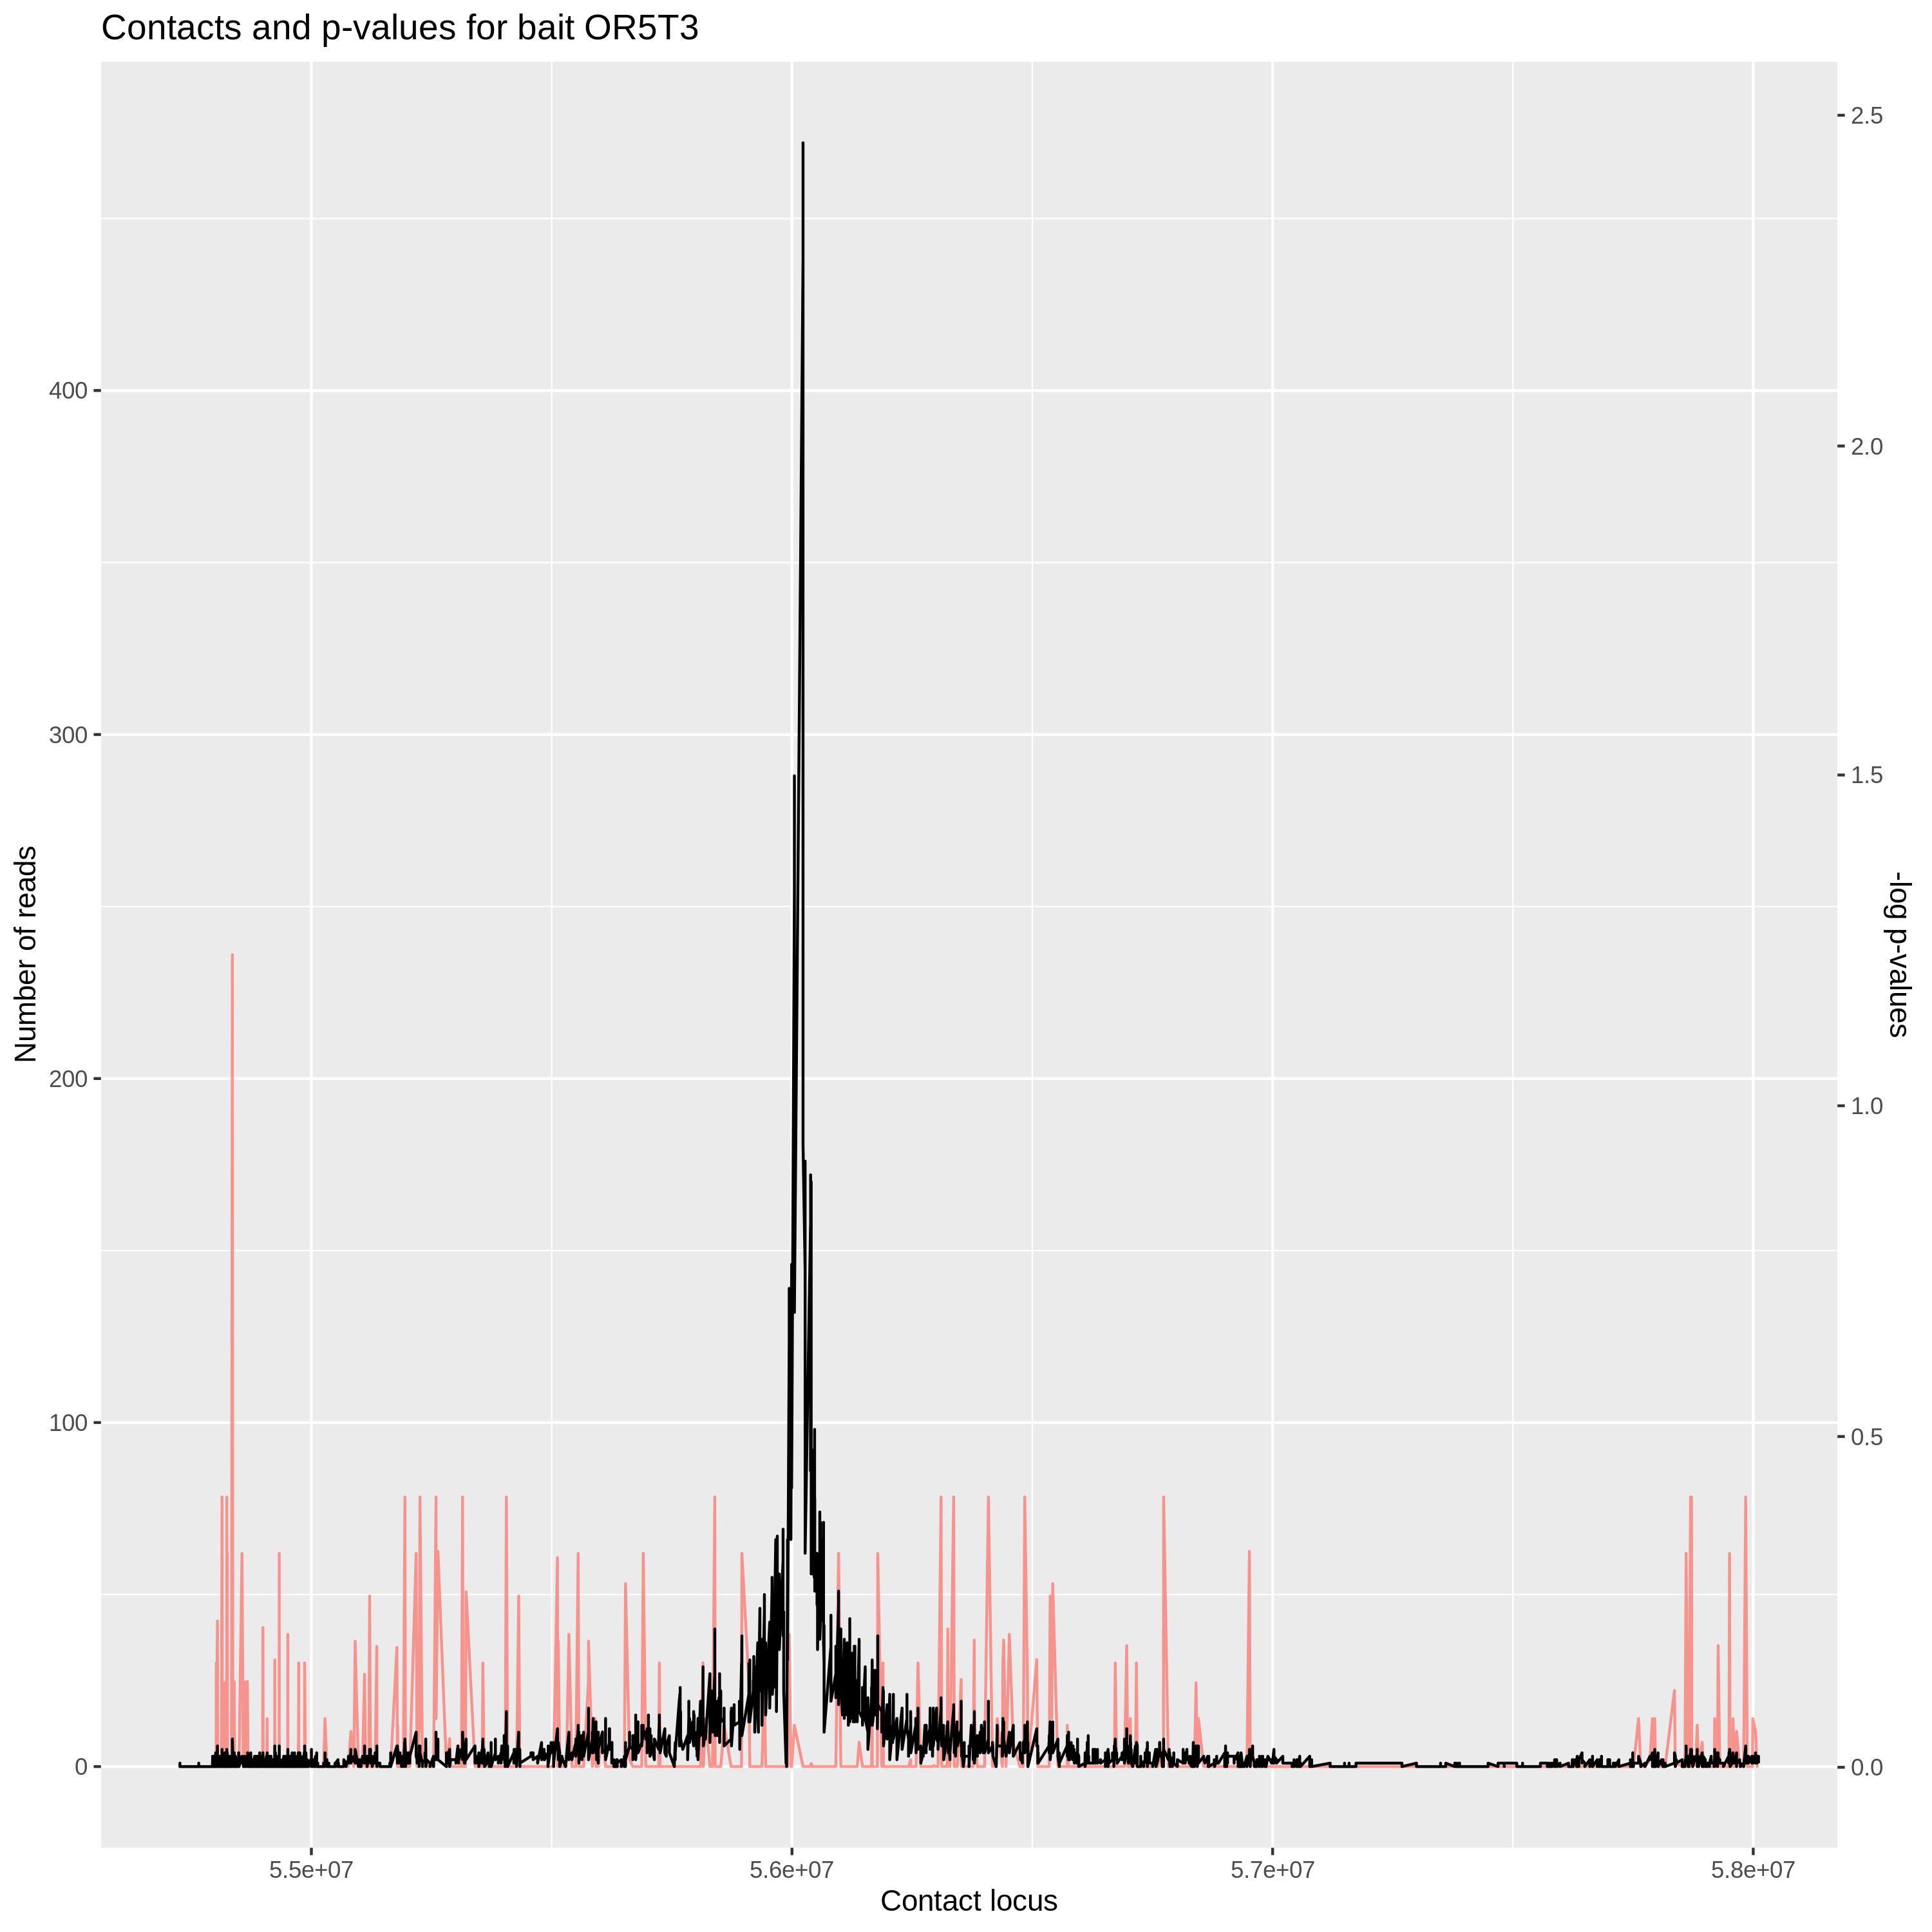 Contacts and p-values for bait OR5T3
Number of reads
400
300
200
100
0
2.5
2.0
1.5
1.0
0.5
0.0
-log p-values
5.5e+07
5.6e+07
5.7e+07
5.8e+07
Contact locus